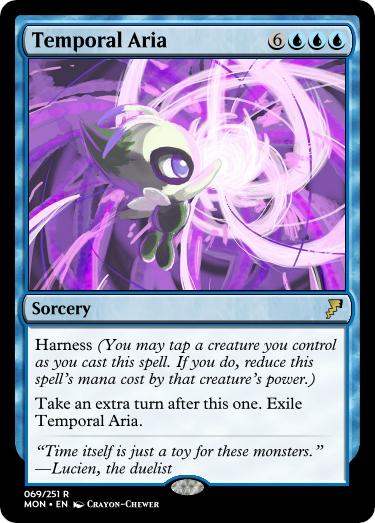 Temporal Aria
6
Sorcery
Harness (You may tap a creature you control
as you cast this spell. If you do, reduce this
spell's mana cost by that creature's power.)
Take an extra turn after this one. Exile
Temporal Aria.
"Time itself is just a toy for these monsters."
—Lucien, the duelist
069/251 R
MON • EN Crayon-Chewer